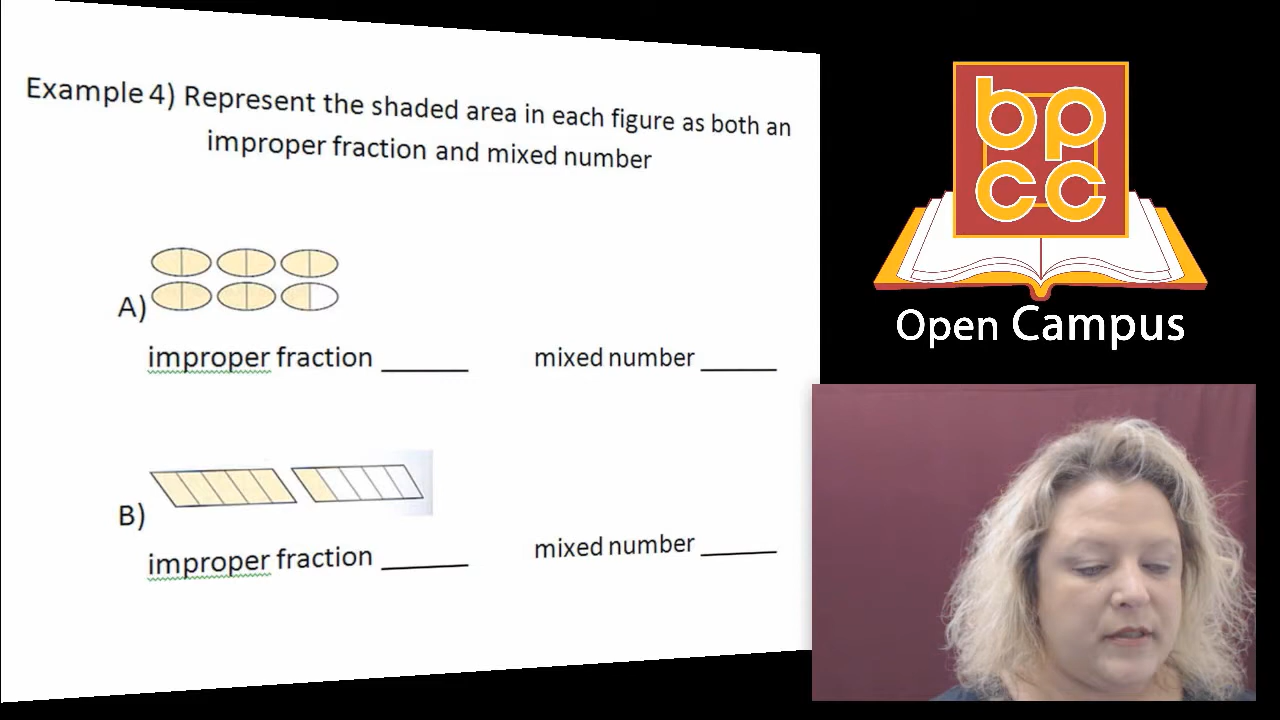 Example 4) Represent the shaded area in each figure as both an
improper fraction and mixed number
A)
improper fraction ______ mixed number ______
B)
improper fraction ______ mixed number ______
bp
cc
Open Campus